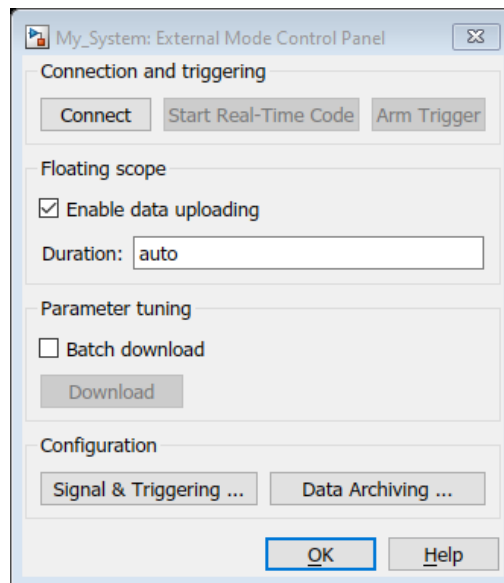 My_System: External Mode Control Panel
Connection and triggering
Connect Start Real-Time Code Arm Trigger
Floating scope
Enable data uploading
Duration: auto
Parameter tuning
Batch download
Download
Configuration
Signal & Triggering ... Data Archiving ...
OK Help